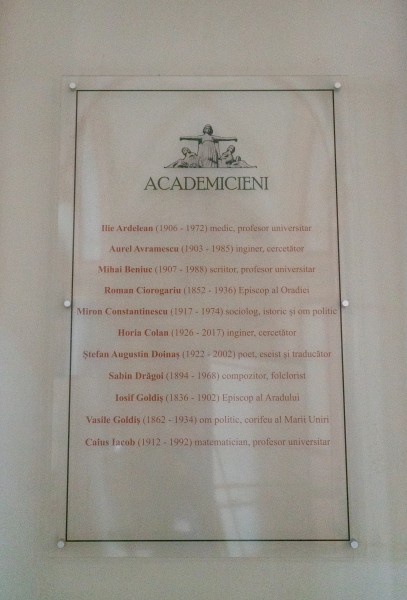 ACADEMICIENI
Ilie Ardelean (1906 - 1972) medic, profesor universitar
Aurel Avramescu (1903 - 1985) inginer, cercetător
Mihai Beniuc (1907 - 1988) scriitor, profesor universitar
Roman Ciorogariu (1852 - 1936) Episcop al Oradiei
Miron Constantinescu (1917 - 1974) sociolog, istoric și om politic
Horia Colan (1926 - 2017) inginer, cercetător
Ștefan Augustin Doinaș (1922 - 2002) poet, eseist și traducător
Sabin Drăgoi (1894 - 1968) compozitor, folclorist
Iosif Goldiș (1836 - 1902) Episcop al Aradului
Vasile Goldiș (1862 - 1934) om politic, corifeu al Marii Uniri
Caius Iacob (1912 - 1992) matematician, profesor universitar